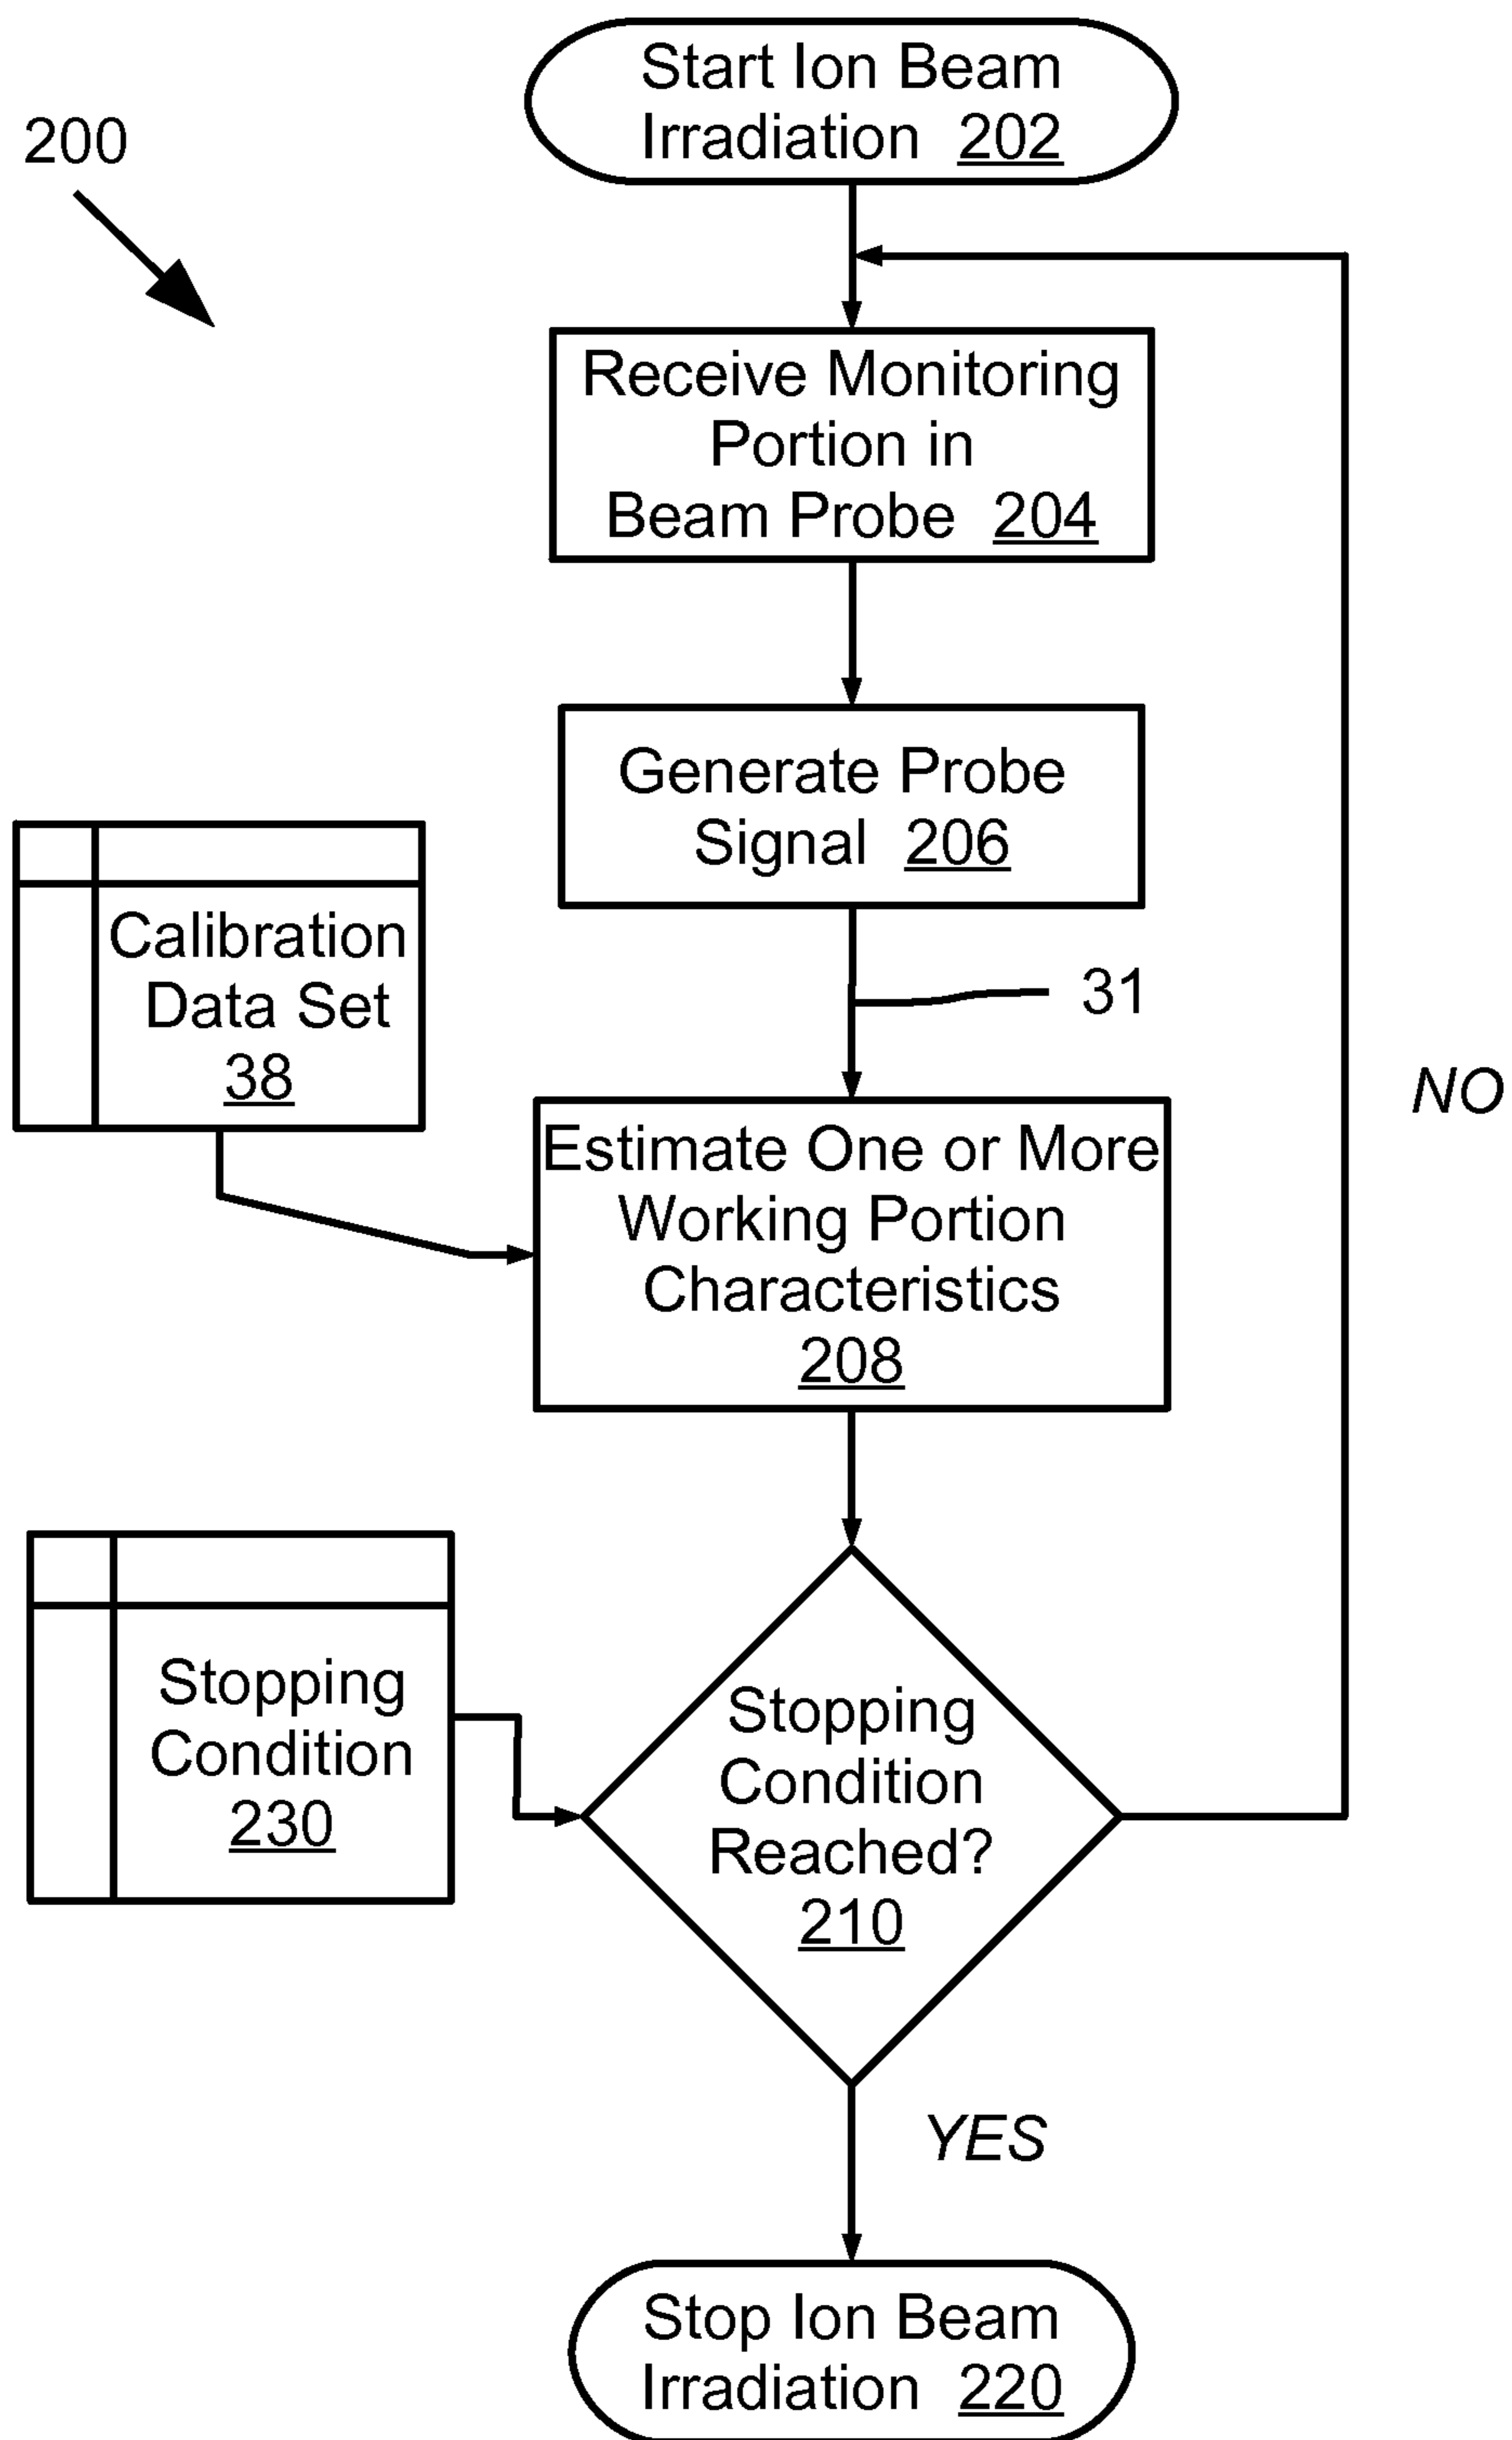 200
Start Ion Beam
Irradiation 202
Receive Monitoring
Portion in
Beam Probe 204
Generate Probe
Signal 206
31
Calibration
Data Set
38
Estimate One or More
Working Portion
Characteristics
208
NO
Stopping
Condition
230
Stopping
Condition
Reached?
210
YES
Stop Ion Beam
Irradiation 220